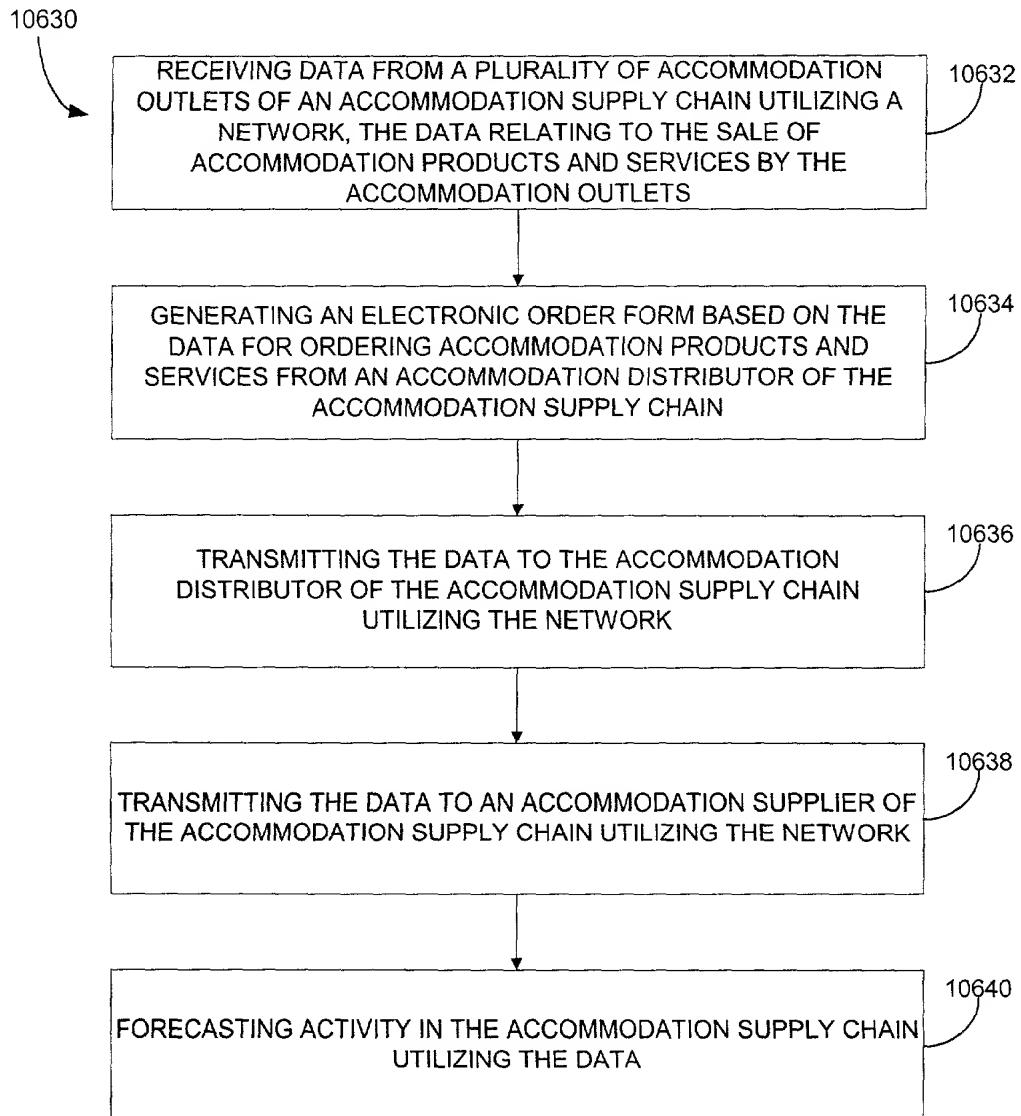 10630
RECEIVING DATA FROM A PLURALITY OF ACCOMMODATION
OUTLETS OF AN ACCOMMODATION SUPPLY CHAIN UTILIZING A
NETWORK, THE DATA RELATING TO THE SALE OF
ACCOMMODATION PRODUCTS AND SERVICES BY THE
ACCOMMODATION OUTLETS
10632
GENERATING AN ELECTRONIC ORDER FORM BASED ON THE
DATA FOR ORDERING ACCOMMODATION PRODUCTS AND
SERVICES FROM AN ACCOMMODATION DISTRIBUTOR OF THE
ACCOMMODATION SUPPLY CHAIN
10634
TRANSMITTING THE DATA TO THE ACCOMMODATION
DISTRIBUTOR OF THE ACCOMMODATION SUPPLY CHAIN
UTILIZING THE NETWORK
10636
TRANSMITTING THE DATA TO AN ACCOMMODATION SUPPLIER OF
THE ACCOMMODATION SUPPLY CHAIN UTILIZING THE NETWORK
10638
FORECASTING ACTIVITY IN THE ACCOMMODATION SUPPLY CHAIN
UTILIZING THE DATA
10640